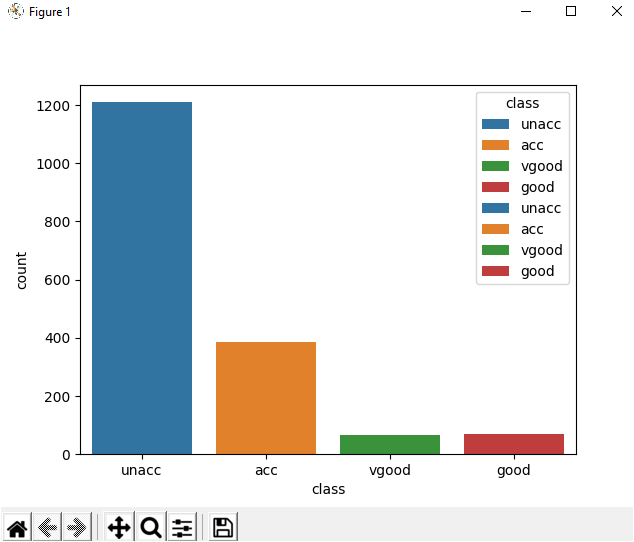 Figure 1
1200
1000
800
600
400
200
0
count
class
unacc
acc
vgood
good
unacc
acc
vgood
good
unacc acc vgood good
class